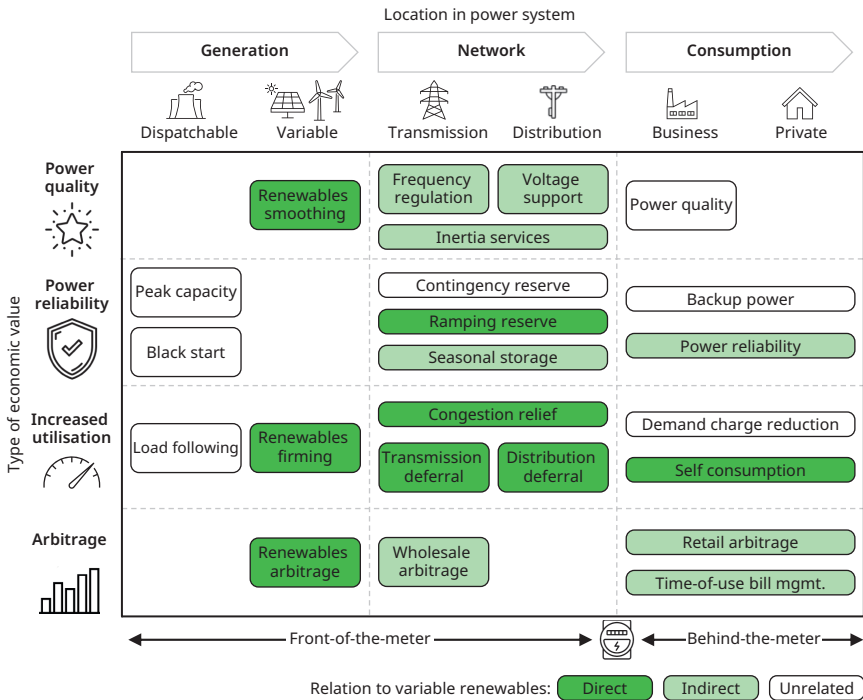 Location in power system
Generation
Network
Consumption
Dispatchable
Variable
Transmission
Distribution
Business
Private
Type of economic value
Power
quality
Renewables
smoothing
Frequency
regulation
Voltage
support
Inertia services
Power quality
Power
reliability
Peak capacity
Black start
Contingency reserve
Ramping reserve
Seasonal storage
Backup power
Power reliability
Increased
utilisation
Load following
Renewables
firming
Congestion relief
Transmission
deferral
Distribution
deferral
Demand charge reduction
Self consumption
Arbitrage
Renewables
arbitrage
Wholesale
arbitrage
Retail arbitrage
Time-of-use bill mgmt.
Front-of-the-meter
Behind-the-meter
Relation to variable renewables:
Direct
Indirect
Unrelated